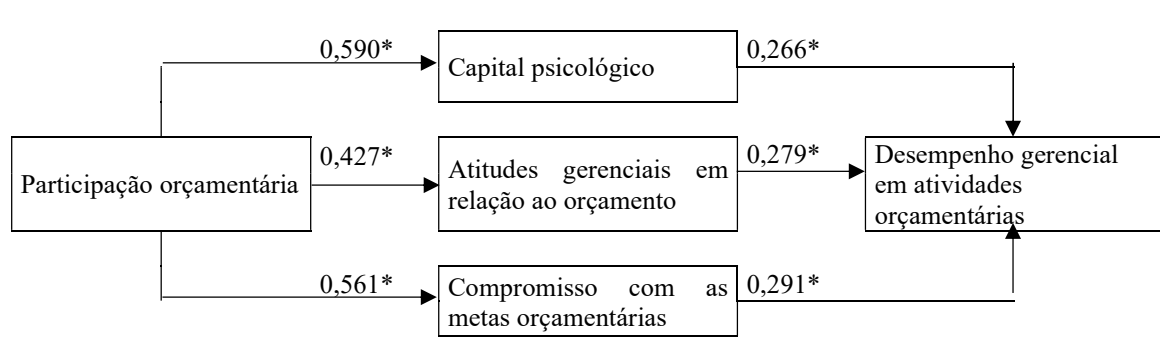 0,590*
Capital psicológico
0,266*
Participação orçamentária
0,427*
Atitudes gerenciais em
relação ao orçamento
0,279*
Desempenho gerencial
em atividades
orçamentárias
0,561*
Compromisso com as
metas orçamentárias
0,291*